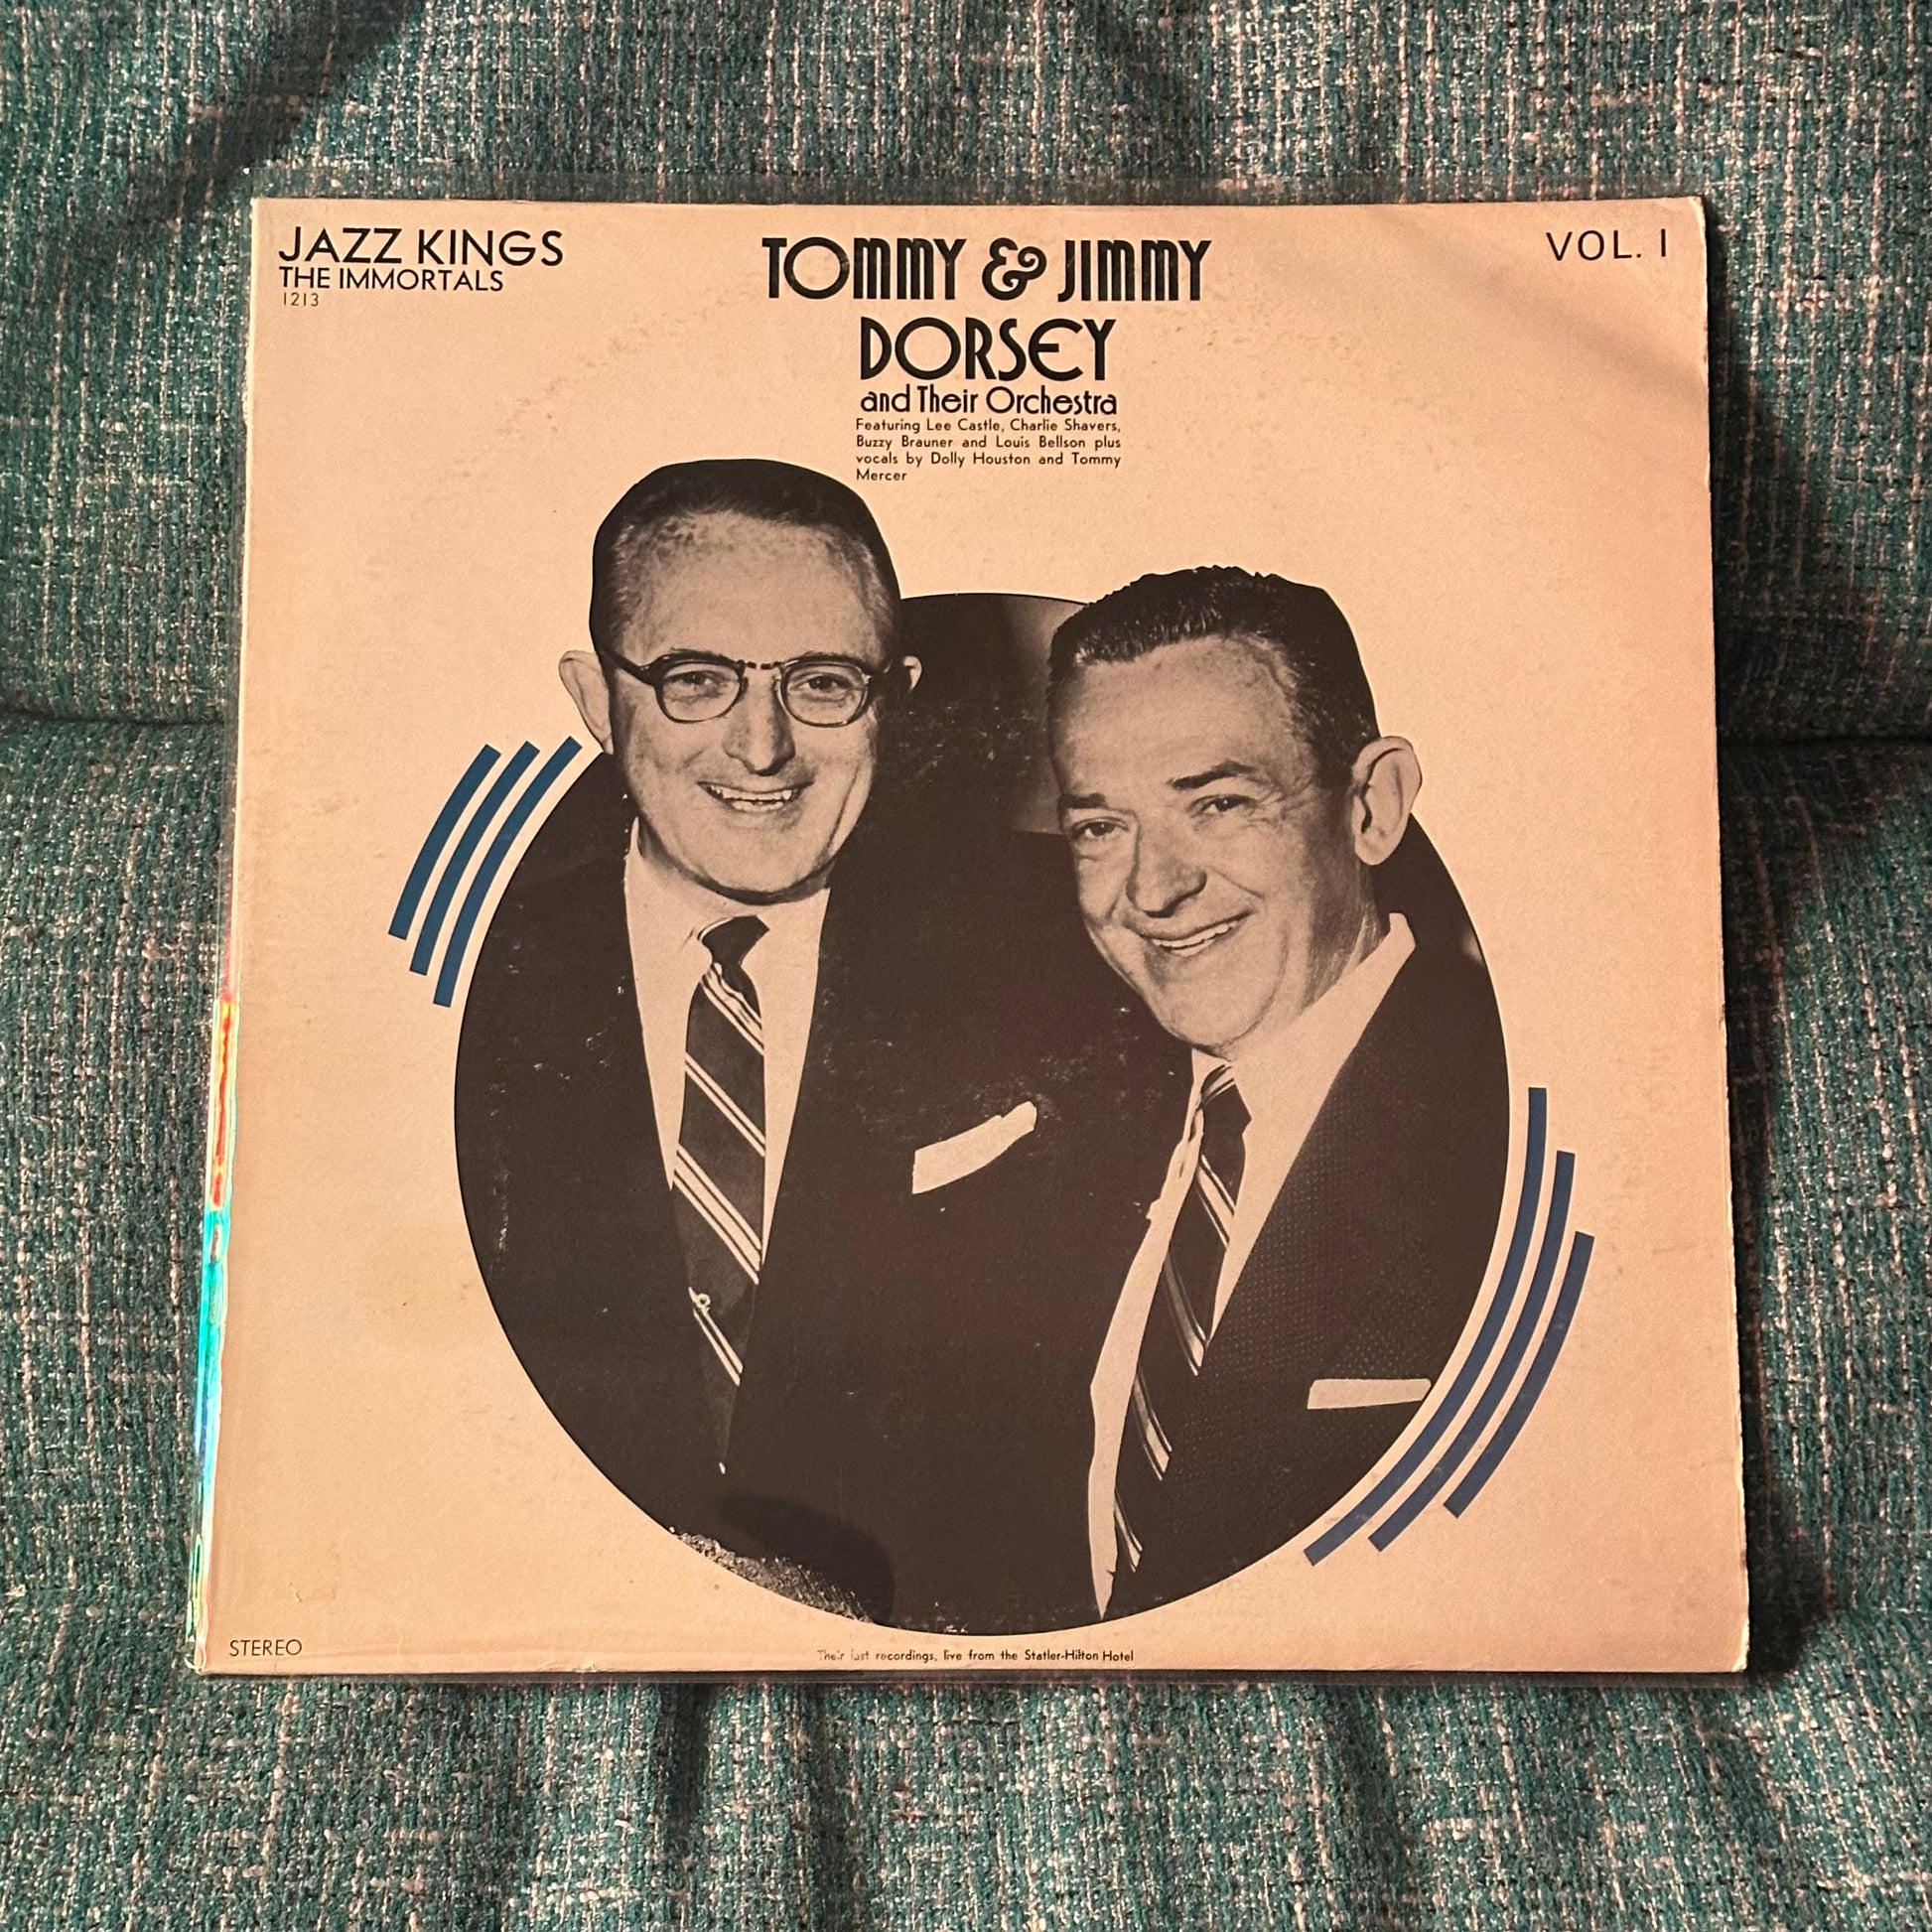 JAZZ KINGS
THE IMMORTALS
1213
TOMMY & JIMMY
DORSEY
and Their Orchestra
Featuring Lee Castle, Charlie Shavers,
Buzzy Brauner and Louis Bellson plus
vocals by Dolly Houston and Tommy
Mercer
VOL. I
STEREO
Their last recordings, live from the Statler-Hilton Hotel